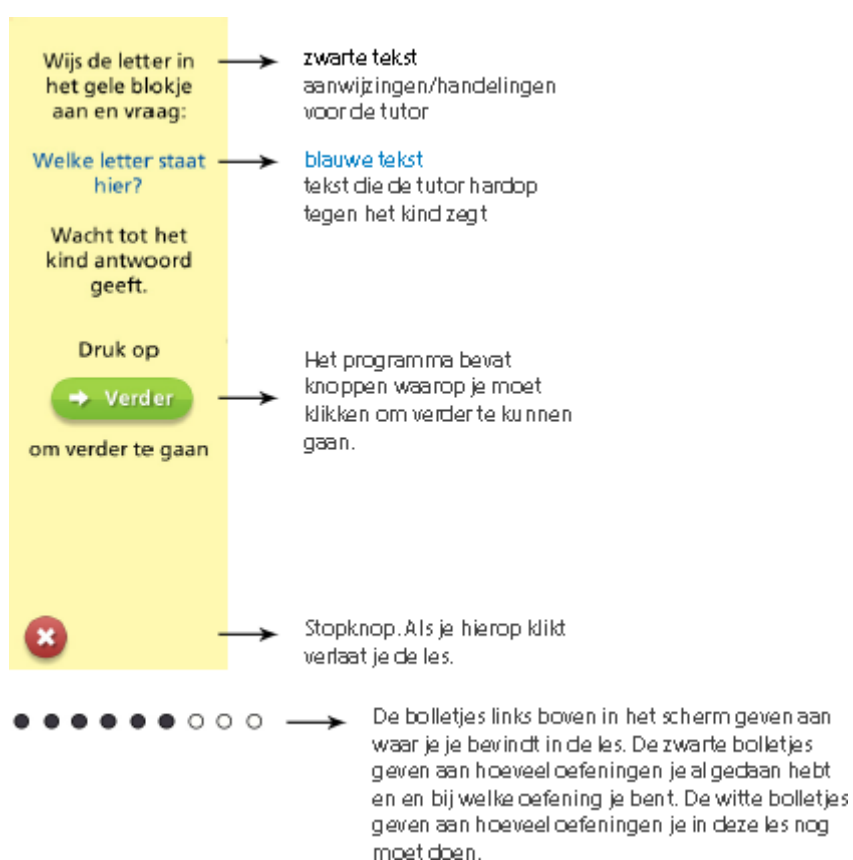 Wijs de letter in
het gele blokje
aan en vraag:
zwarte tekst
aanwijzingen/handelingen
voor de tutor
Welke letter staat
hier?
blauwe tekst
tekst die de tutor hardop
tegen het kind zegt
Wacht tot het
kind antwoord
geeft.
Druk op
Verder
om verder te gaan
Het programma bevat
knoppen waarop je moet
klikken om verder te kunnen
gaan.
Stopknop. Als je hierop klikt
verlaat je de les.
De bolletjes links boven in het scherm geven aan
waar je je bevindt in de les. De zwarte bolletjes
geven aan hoeveel oefeningen je al gedaan hebt
en en bij welke oefening je bent. De witte bolletjes
geven aan hoeveel oefeningen je in deze les nog
moet doen.